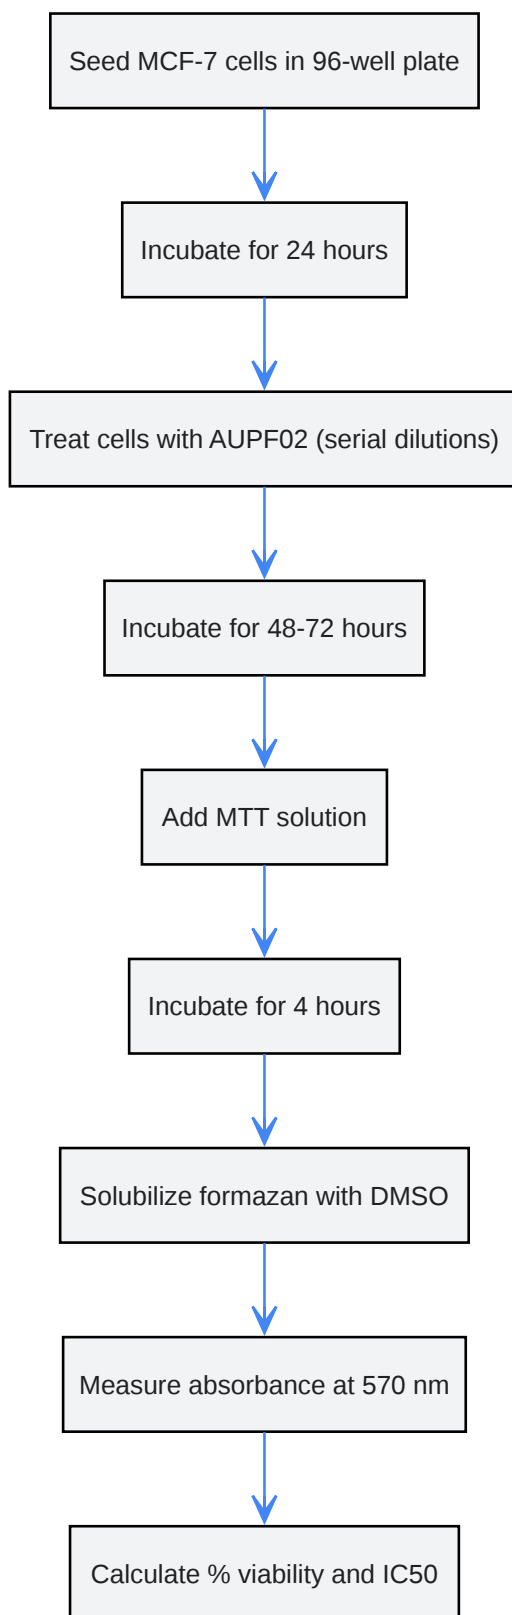 Seed MCF-7 cells in 96-well plate
Incubate for 24 hours
Treat cells with AUPF02 (serial dilutions)
Incubate for 48-72 hours
Add MTT solution
Incubate for 4 hours
Solubilize formazan with DMSO
Measure absorbance at 570 nm
Calculate % viability and IC50